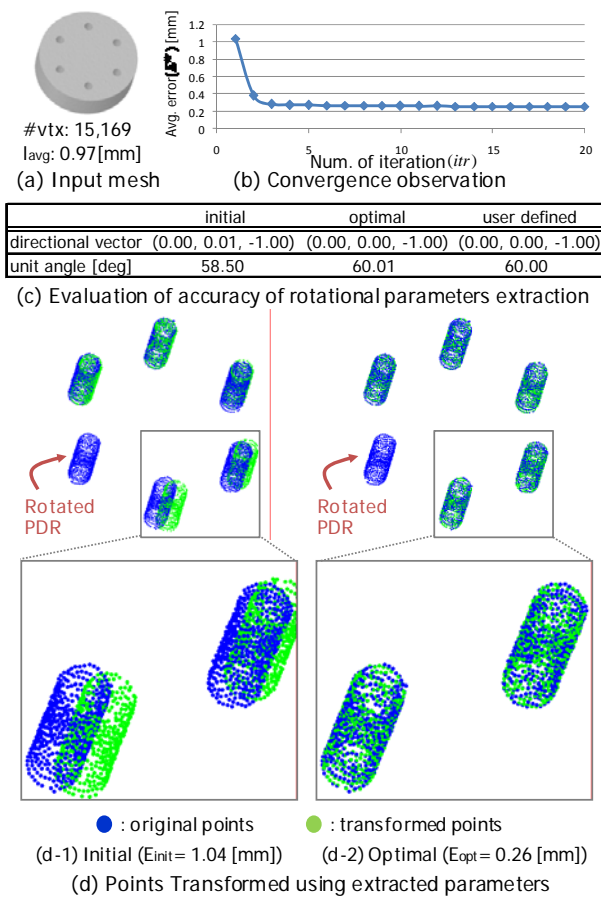 #vtx: 15,169
lavg: 0.97[mm]
(a) Input mesh
Avg. error(E*) [mm]
1.2
1
0.8
0.6
0.4
0.2
0
0 5 10 15 20
Num. of iteration(itr)
(b) Convergence observation
initial optimal user defined
directional vector (0.00, 0.01, -1.00) (0.00, 0.00, -1.00) (0.00, 0.00, -1.00)
unit angle [deg] 58.50 60.01 60.00
(c) Evaluation of accuracy of rotational parameters extraction
Rotated
PDR
Rotated
PDR
: original points : transformed points
(d-1) Initial (Einit= 1.04 [mm]) (d-2) Optimal (Eopt= 0.26 [mm])
(d) Points Transformed using extracted parameters